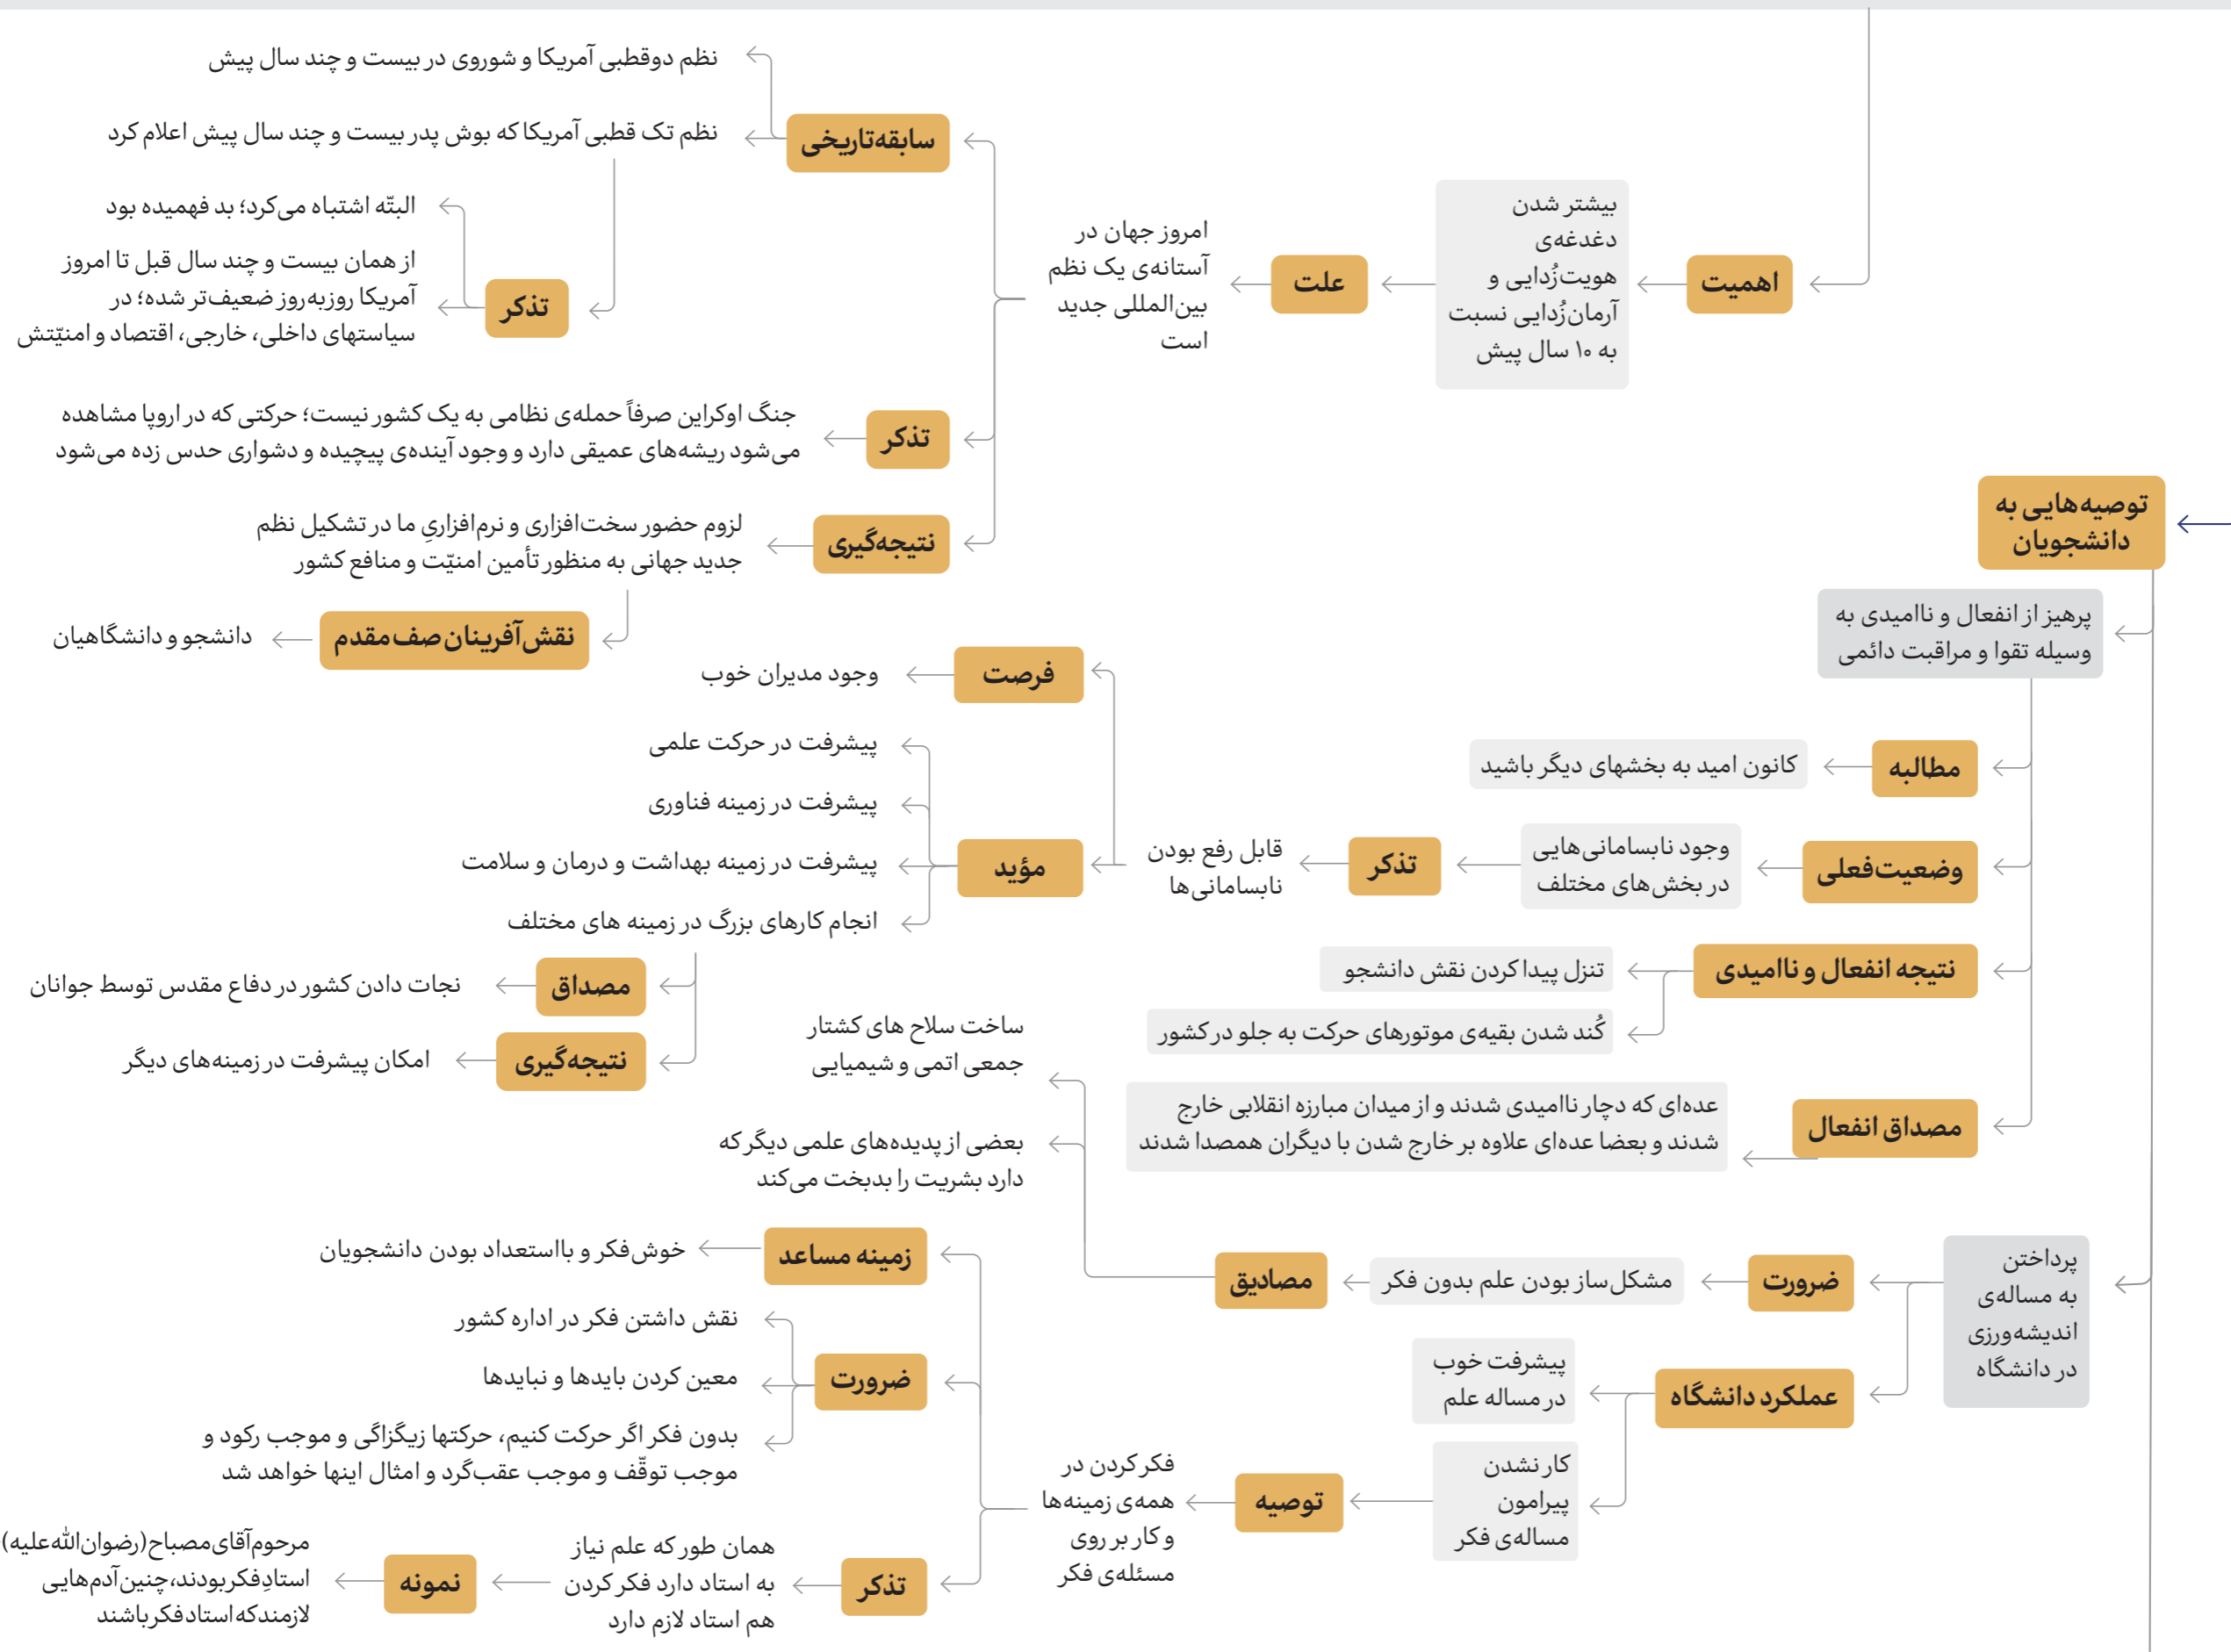 اهمیت
بیشتر شدن
دغدغه‌ی
هویت‌زُدایی و
آرمان‌زُدایی نسبت
به ۱۰ سال پیش
علت
امروز جهان در
آستانه‌ی یک نظم
بین‌المللی جدید
است
سابقه‌تاریخی
نظم دوقطبی آمریکا و شوروی در بیست و چند سال پیش
نظم تک قطبی آمریکا که بوش پدر بیست و چند سال پیش اعلام کرد
تذکر
البتّه اشتباه می‌کرد؛ بد فهمیده بود
از همان بیست و چند سال قبل تا امروز
آمریکا روزبه‌روز ضعیف‌تر شده؛ در
سیاستهای داخلی، خارجی، اقتصاد و امنیّتش
تذکر
جنگ اوکراین صرفاً حمله‌ی نظامی به یک کشور نیست؛ حرکتی که در اروپا مشاهده
می‌شود ریشه‌های عمیقی دارد و وجود آینده‌ی پیچیده و دشواری حدس زده می‌شود
نتیجه‌گیری
لزوم حضور سخت‌افزاری و نرم‌افزاریِ ما در تشکیل نظم
جدید جهانی به منظور تأمین امنیّت و منافع کشور
نقش‌آفرینان صف مقدم
دانشجو و دانشگاهیان
توصیه‌هایی به
دانشجویان
پرهیز از انفعال و ناامیدی به
وسیله تقوا و مراقبت دائمی
مطالبه
کانون امید به بخشهای دیگر باشید
وضعیت‌فعلی
وجود نابسامانی‌هایی
در بخش‌های مختلف
تذکر
قابل رفع بودن
نابسامانی‌ها
فرصت
وجود مدیران خوب
مؤید
پیشرفت در حرکت علمی
پیشرفت در زمینه فناوری
پیشرفت در زمینه بهداشت و درمان و سلامت
انجام کارهای بزرگ در زمینه های مختلف
مصداق
نجات دادن کشور در دفاع مقدس توسط جوانان
نتیجه‌گیری
امکان پیشرفت در زمینه‌های دیگر
نتیجه انفعال و ناامیدی
تنزل پیدا کردن نقش دانشجو
کُند شدن بقیه‌ی موتورهای حرکت به جلو در کشور
مصداق انفعال
عده‌ای که دچار ناامیدی شدند و از میدان مبارزه انقلابی خارج
شدند و بعضا عده‌ای علاوه بر خارج شدن با دیگران همصدا شدند
پرداختن
به مساله‌ی
اندیشه‌ورزی
در دانشگاه
ضرورت
مشکل‌ساز بودن علم بدون فکر
مصادیق
ساخت سلاح های کشتار
جمعی اتمی و شیمیایی
بعضی از پدیده‌های علمی دیگر که
دارد بشریت را بدبخت می‌کند
عملکرد دانشگاه
پیشرفت خوب
در مساله علم
کار نشدن
پیرامون
مساله‌ی فکر
توصیه
فکر کردن در
همه‌ی زمینه‌ها
و کار بر روی
مسئله‌ی فکر
زمینه مساعد
خوش‌فکر و بااستعداد بودن دانشجویان
ضرورت
نقش داشتن فکر در اداره کشور
معین کردن بایدها و نبایدها
بدون فکر اگر حرکت کنیم، حرکتها زیگزاگی و موجب رکود و
موجب توقّف و موجب عقب‌گرد و امثال اینها خواهد شد
تذکر
همان طور که علم نیاز
به استاد دارد فکر کردن
هم استاد لازم دارد
نمونه
مرحوم‌آقای‌مصباح(رضوان‌الله‌علیه)
استادِفکربودند،چنین‌آدم‌هایی
لازمندکه‌استادفکرباشند